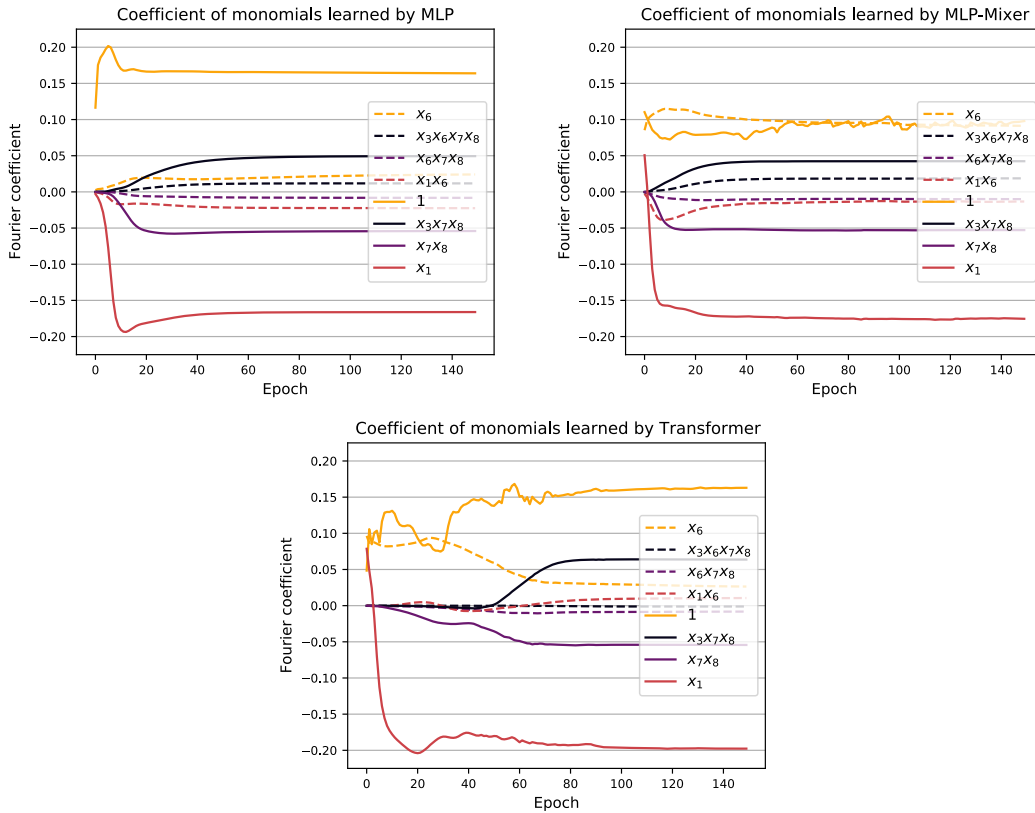 Coefficient of monomials learned by MLP
Fourier coefficient
0.20
0.15
0.10
0.05
0.00
−0.05
−0.10
−0.15
−0.20
0 20 40 60 80 100 120 140
Epoch
x₆
x₃x₆x₇x₈
x₆x₇x₈
x₁x₆
1
x₃x₇x₈
x₇x₈
x₁
Coefficient of monomials learned by MLP-Mixer
Fourier coefficient
0.20
0.15
0.10
0.05
0.00
−0.05
−0.10
−0.15
−0.20
0 20 40 60 80 100 120 140
Epoch
x₆
x₃x₆x₇x₈
x₆x₇x₈
x₁x₆
1
x₃x₇x₈
x₇x₈
x₁
Coefficient of monomials learned by Transformer
Fourier coefficient
0.20
0.15
0.10
0.05
0.00
−0.05
−0.10
−0.15
−0.20
0 20 40 60 80 100 120 140
Epoch
x₆
x₃x₆x₇x₈
x₆x₇x₈
x₁x₆
1
x₃x₇x₈
x₇x₈
x₁